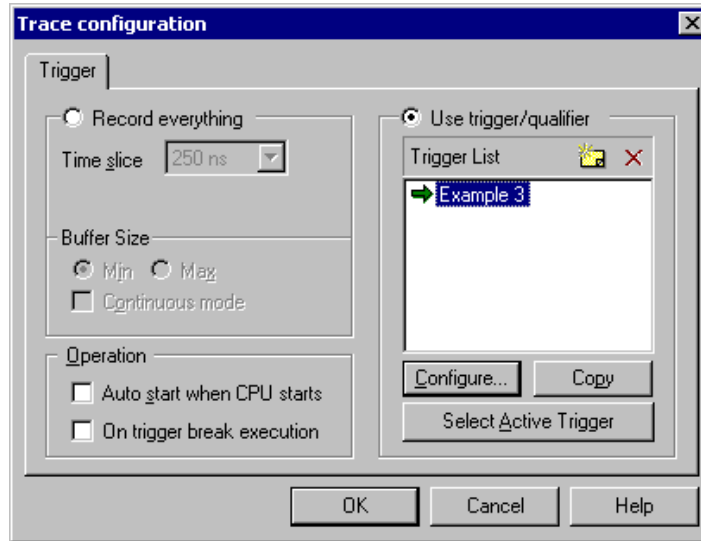 Trace configuration
Trigger
Record everything
Time slice 250 ns
Buffer Size
Min Max
Continuous mode
Operation
Auto start when CPU starts
On trigger break execution
Use trigger/qualifier
Trigger List
Example 3
Configure... Copy
Select Active Trigger
OK Cancel Help